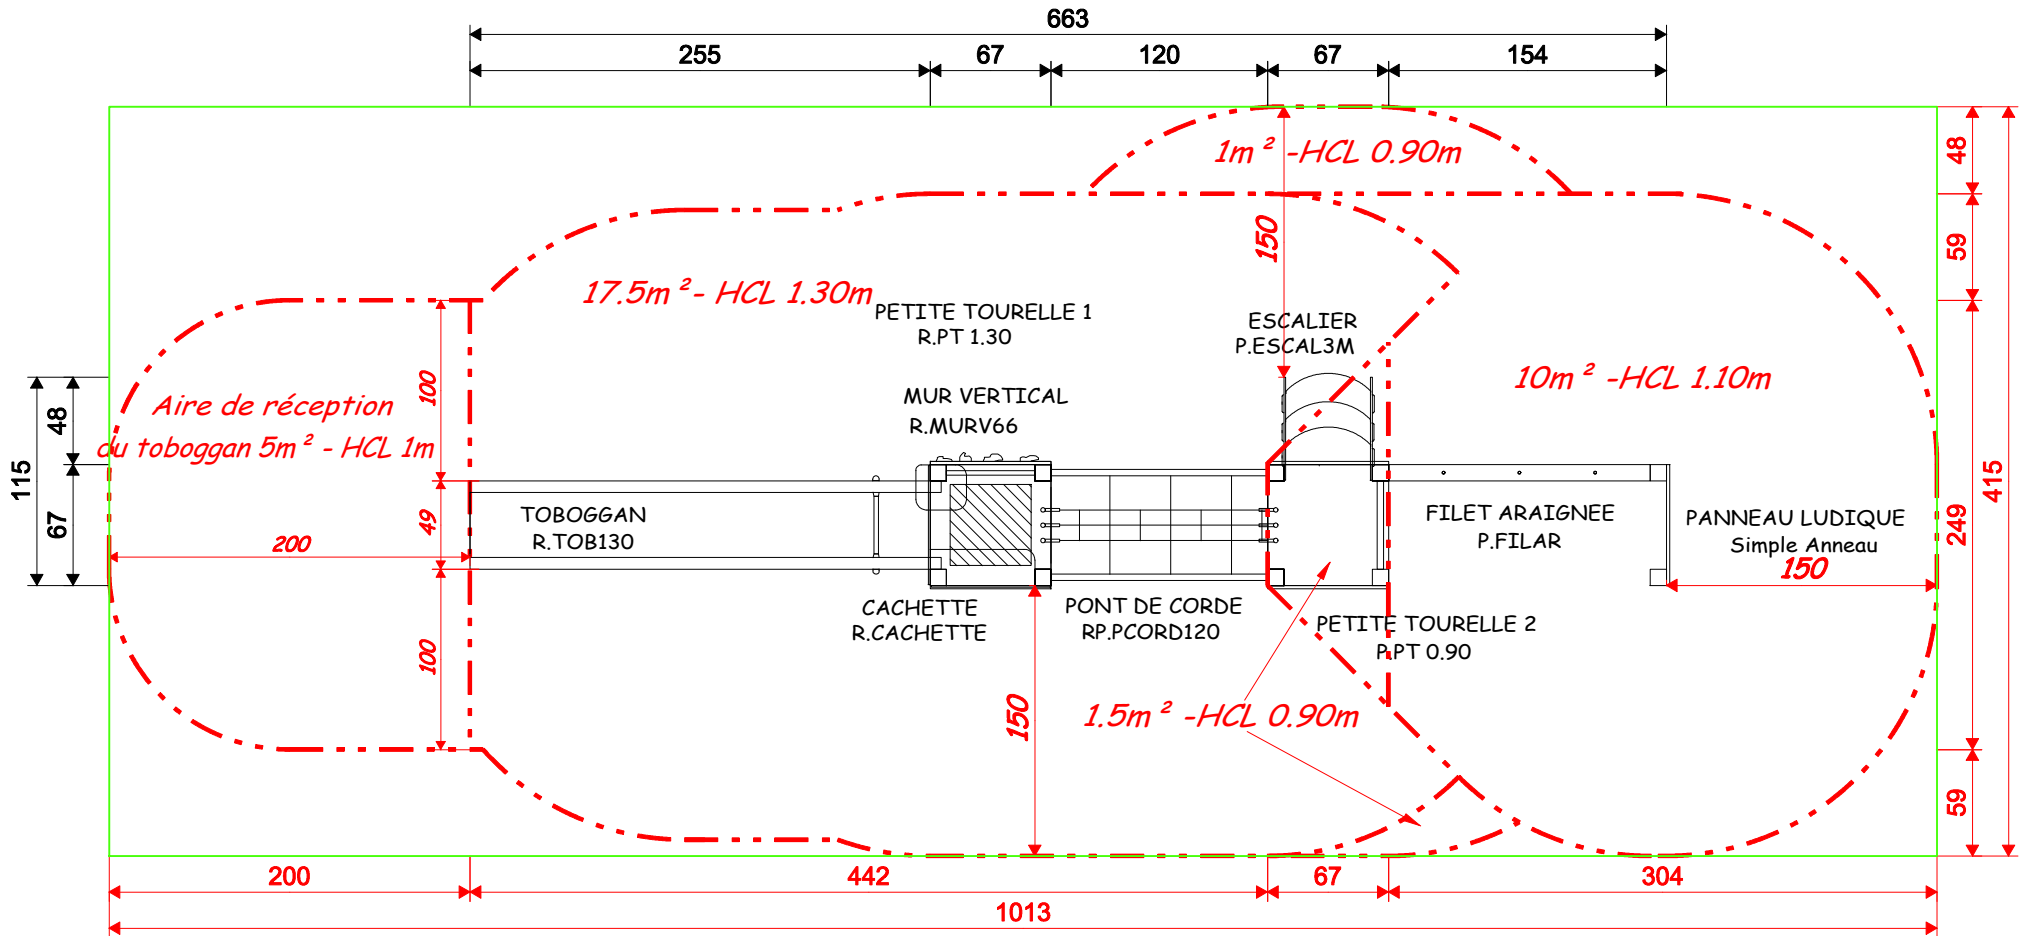 663
255
67
120
67
154
1m² -HCL 0.90m
48
150
59
17.5m²- HCL 1.30m
PETITE TOURELLE 1
R.PT 1.30
ESCALIER
P.ESCAL3M
10m² -HCL 1.10m
100
Aire de réception
du toboggan 5m² - HCL 1m
48
115
67
MUR VERTICAL
R.MURV66
415
249
TOBOGGAN
R.TOB130
49
200
FILET ARAIGNEE
P.FILAR
PANNEAU LUDIQUE
Simple Anneau
150
CACHETTE
R.CACHETTE
PONT DE CORDE
RP.PCORD120
PETITE TOURELLE 2
P.PT 0.90
100
150
1.5m² -HCL 0.90m
59
200
442
67
304
1013